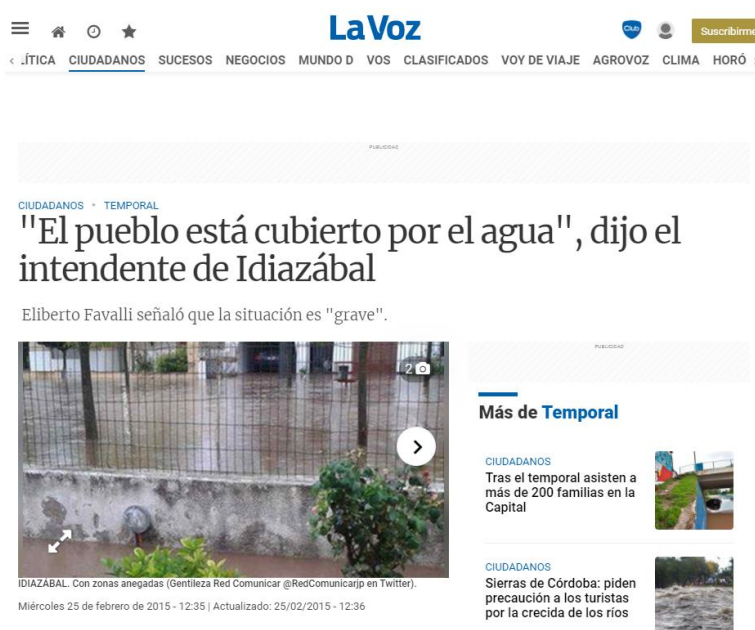 LaVoz
Club
Suscribirme
ÍTICA CIUDADANOS SUCESOS NEGOCIOS MUNDO D VOS CLASIFICADOS VOY DE VIAJE AGROVOZ CLIMA HORÓ
PUBLICIDAD
CIUDADANOS • TEMPORAL
"El pueblo está cubierto por el agua", dijo el
intendente de Idiazábal
Eliberto Favalli señaló que la situación es "grave".
2
IDIAZÁBAL. Con zonas anegadas (Gentileza Red Comunicar @RedComunicarjp en Twitter).
Miércoles 25 de febrero de 2015 - 12:35 | Actualizado: 25/02/2015 - 12:36
PUBLICIDAD
Más de Temporal
CIUDADANOS
Tras el temporal asisten a
más de 200 familias en la
Capital
CIUDADANOS
Sierras de Córdoba: piden
precaución a los turistas
por la crecida de los ríos